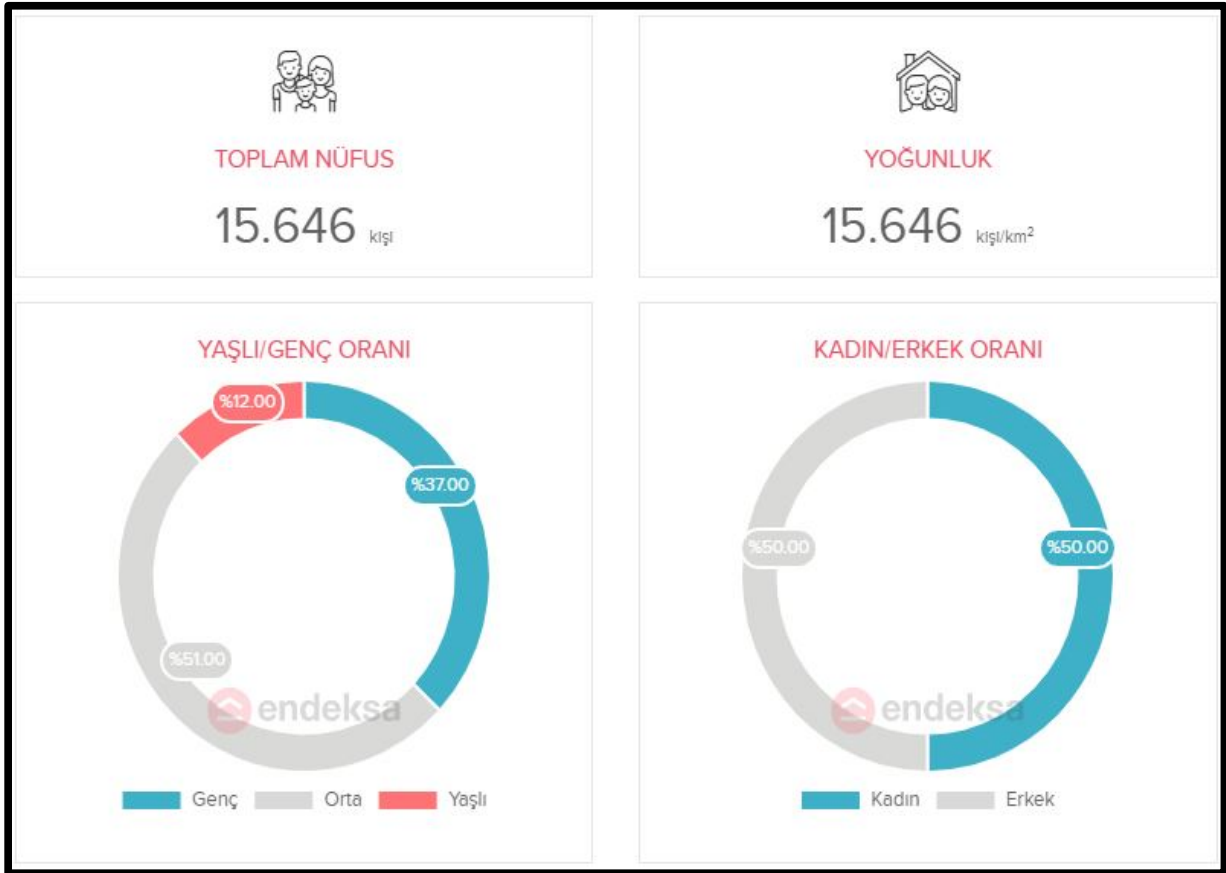 TOPLAM NÜFUS
15.646 kişi
YOĞUNLUK
15.646 kişi/km²
YAŞLI/GENÇ ORANI
%12.00
%37.00
%51.00
endeksa
Genç Orta Yaşlı
KADIN/ERKEK ORANI
%50.00
%50.00
endeksa
Kadın Erkek